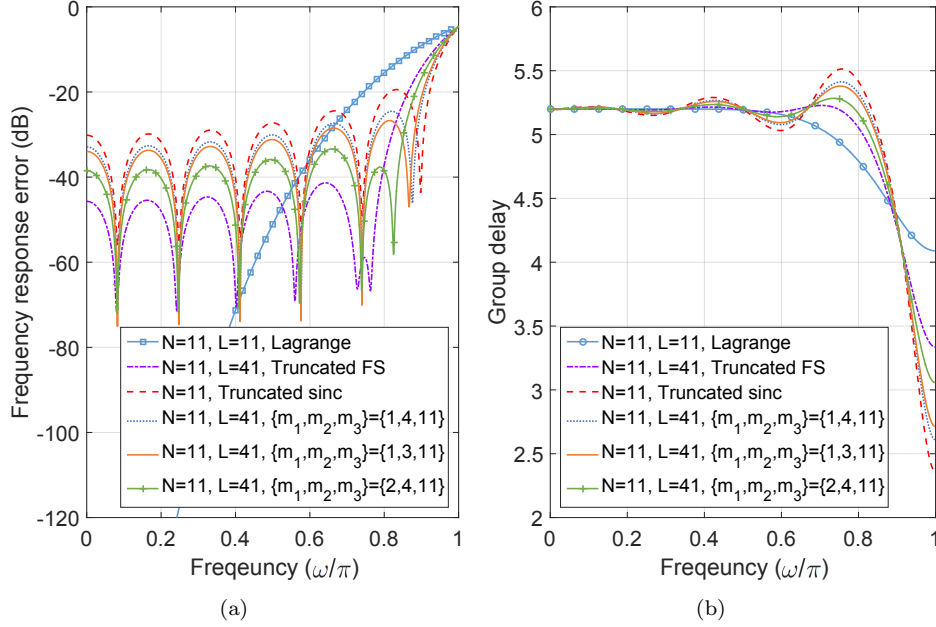 0
-20
-40
-60
-80
-100
-120
Frequency response error (dB)
N=11, L=11, Lagrange
N=11, L=41, Truncated FS
N=11, Truncated sinc
N=11, L=41, {m₁,m₂,m₃}={1,4,11}
N=11, L=41, {m₁,m₂,m₃}={1,3,11}
N=11, L=41, {m₁,m₂,m₃}={2,4,11}
0 0.2 0.4 0.6 0.8 1
Freqeuncy (ω/π)
(a)
6
5.5
5
4.5
4
3.5
3
2.5
2
Group delay
N=11, L=11, Lagrange
N=11, L=41, Truncated FS
N=11, Truncated sinc
N=11, L=41, {m₁,m₂,m₃}={1,4,11}
N=11, L=41, {m₁,m₂,m₃}={1,3,11}
N=11, L=41, {m₁,m₂,m₃}={2,4,11}
0 0.2 0.4 0.6 0.8 1
Freqeuncy (ω/π)
(b)